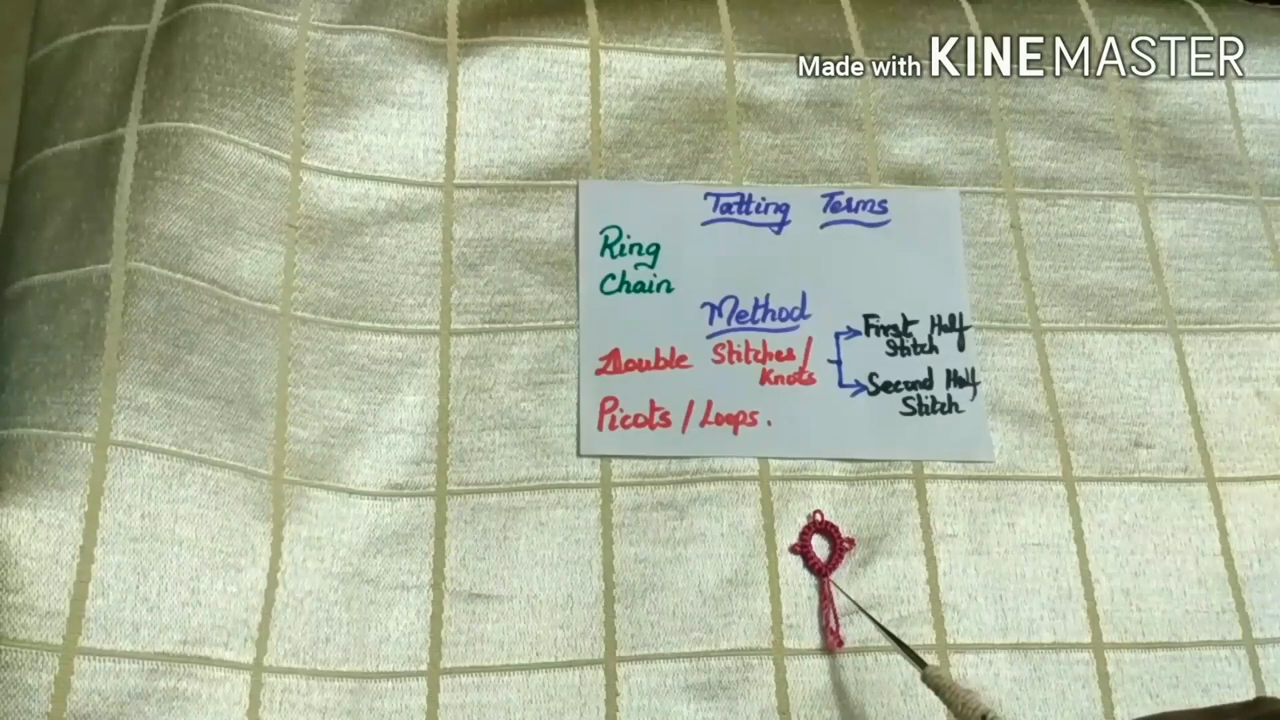 Made with KINEMASTER
Tatting Terms
Ring
Chain
Method
Double Stitches/
Knots
First Half
Stitch
Second Half
Stitch
Picots / Loops.